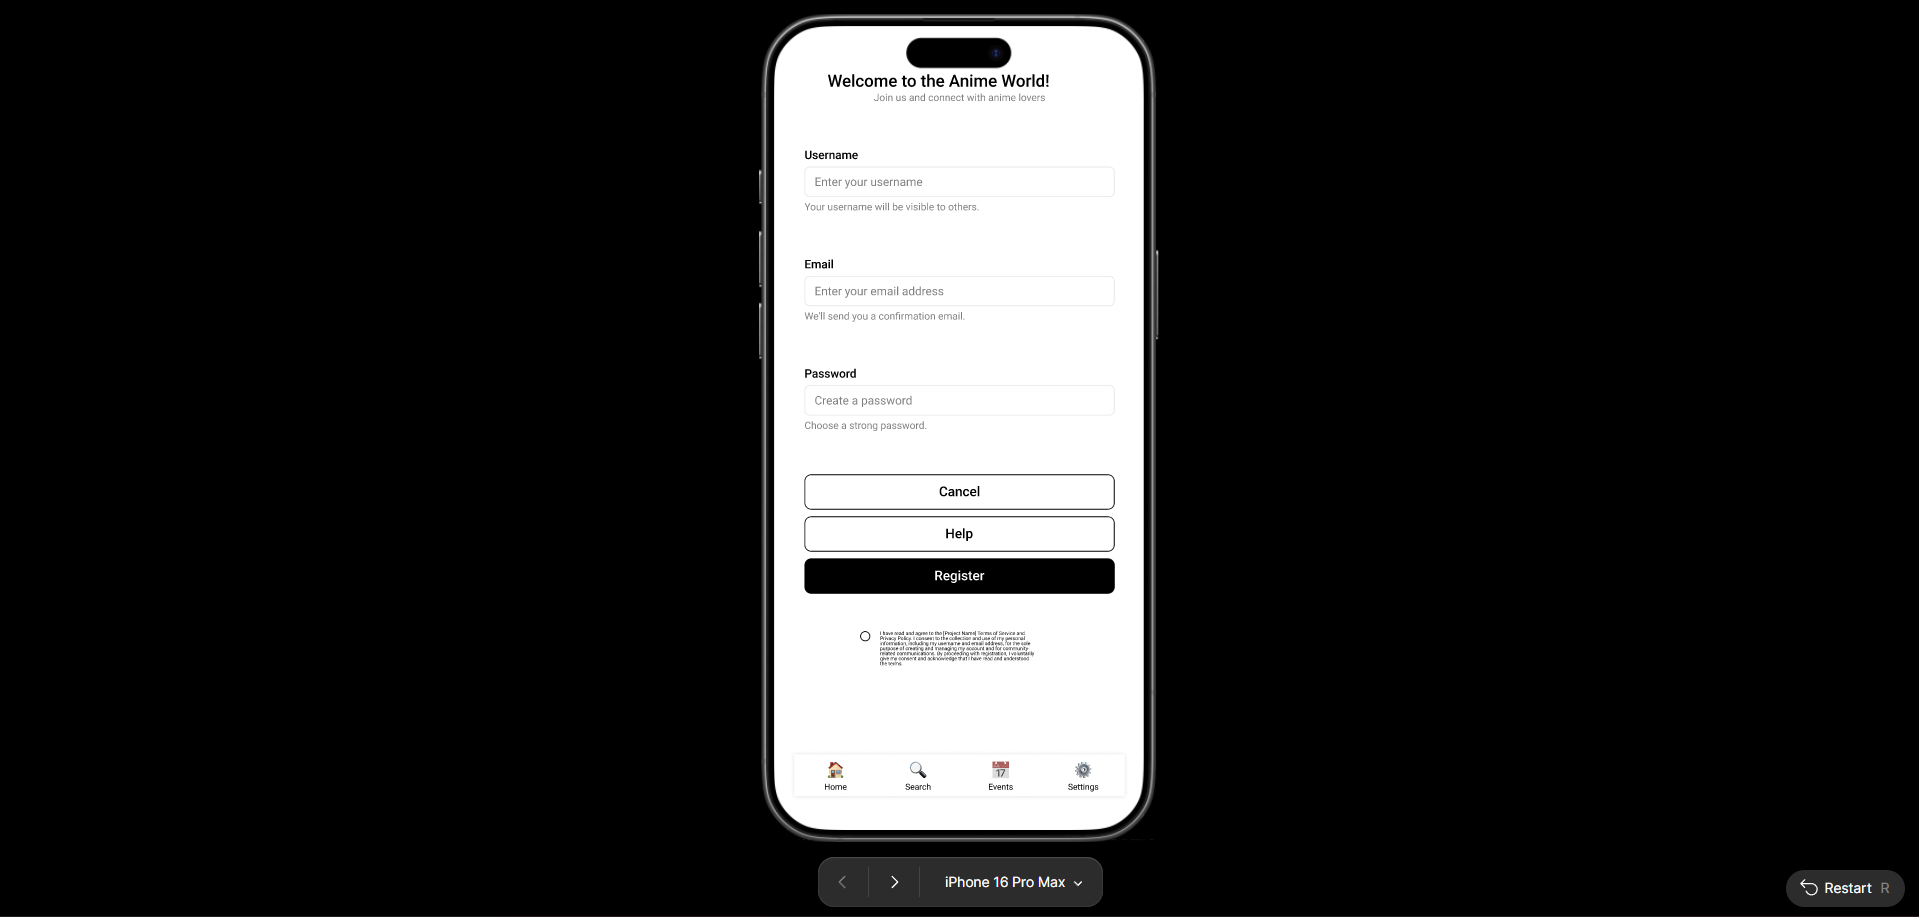 Welcome to the Anime World!
Join us and connect with anime lovers
Username
Enter your username
Your username will be visible to others.
Email
Enter your email address
We'll send you a confirmation email.
Password
Create a password
Choose a strong password.
Cancel
Help
Register
I have read and agree to the [Project Name] Terms of Service and
Privacy Policy. I consent to the collection and use of my personal
information, including my username and email address, for the sole
purpose of creating and managing my account and for community-
related communications. By proceeding with registration, I voluntarily
give my consent and acknowledge that I have read and understood
the terms.
17
Home
Search
Events
Settings
iPhone 16 Pro Max
Restart R